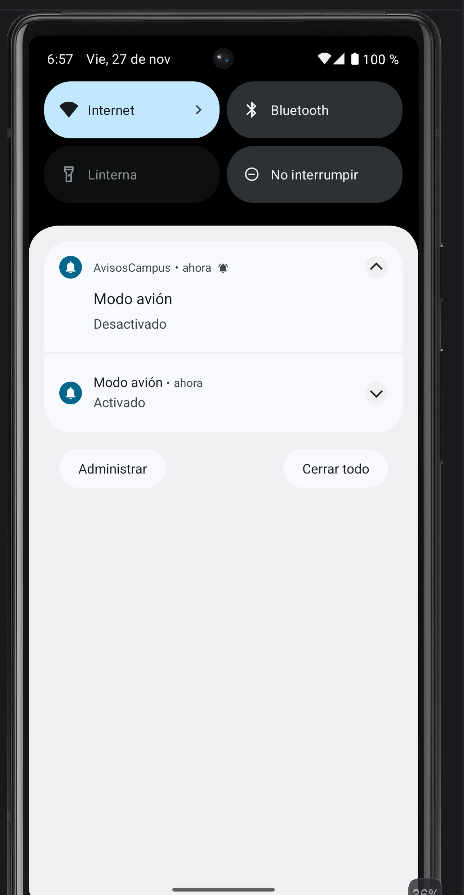 6:57 Vie, 27 de nov 100 %
Internet
Bluetooth
Linterna
No interrumpir
AvisosCampus • ahora
Modo avión
Desactivado
Modo avión • ahora
Activado
Administrar
Cerrar todo
36%